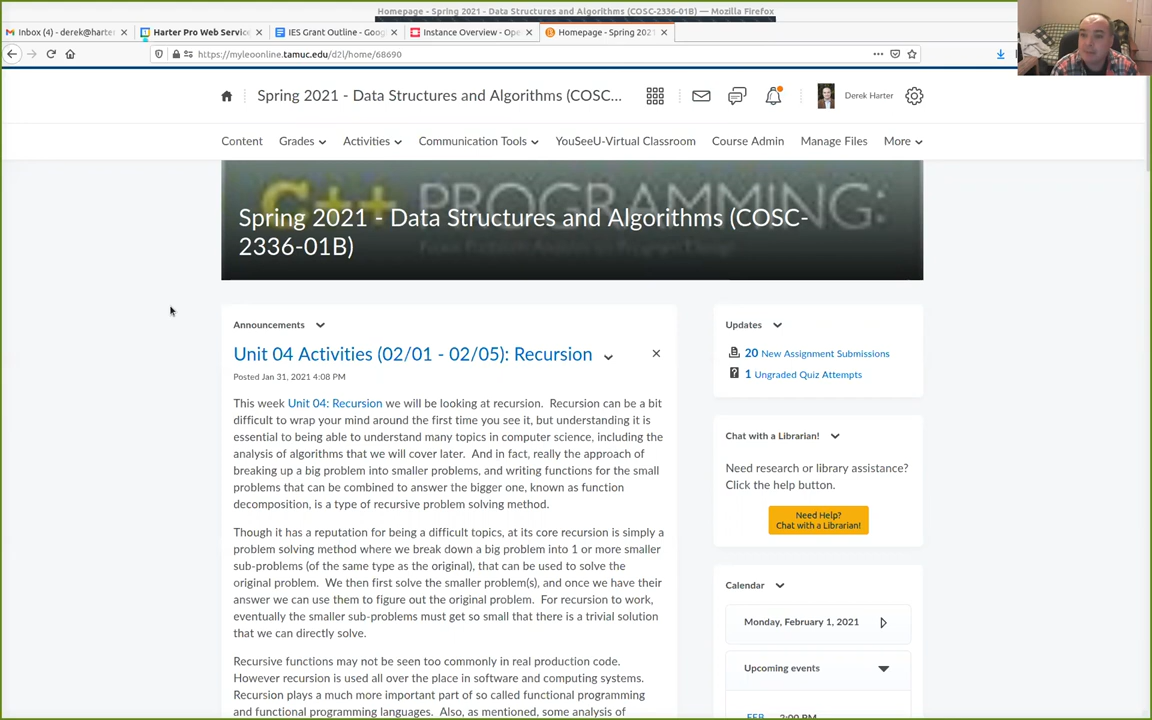 Homepage - Spring 2021 - Data Structures and Algorithms (COSC-2336-01B) — Mozilla Firefox
Inbox (4) - derek@harter
Harter Pro Web Service
IES Grant Outline - Goog
Instance Overview - Ope
Homepage - Spring 2021
https://myleoonline.tamuc.edu/d2l/home/68690
Spring 2021 - Data Structures and Algorithms (COSC...
Derek Harter
Content
Grades
Activities
Communication Tools
YouSeeU-Virtual Classroom
Course Admin
Manage Files
More
C++ PROGRAMMING:
Spring 2021 - Data Structures and Algorithms (COSC-
2336-01B)
Announcements
Unit 04 Activities (02/01 - 02/05): Recursion
Posted Jan 31, 2021 4:08 PM
This week Unit 04: Recursion we will be looking at recursion. Recursion can be a bit
difficult to wrap your mind around the first time you see it, but understanding it is
essential to being able to understand many topics in computer science, including the
analysis of algorithms that we will cover later. And in fact, really the approach of
breaking up a big problem into smaller problems, and writing functions for the small
problems that can be combined to answer the bigger one, known as function
decomposition, is a type of recursive problem solving method.
Though it has a reputation for being a difficult topics, at its core recursion is simply a
problem solving method where we break down a big problem into 1 or more smaller
sub-problems (of the same type as the original), that can be used to solve the
original problem. We then first solve the smaller problem(s), and once we have their
answer we can use them to figure out the original problem. For recursion to work,
eventually the smaller sub-problems must get so small that there is a trivial solution
that we can directly solve.
Recursive functions may not be seen too commonly in real production code.
However recursion is used all over the place in software and computing systems.
Recursion plays a much more important part of so called functional programming
and functional programming languages. Also, as mentioned, some analysis of
Updates
20 New Assignment Submissions
1 Ungraded Quiz Attempts
Chat with a Librarian!
Need research or library assistance?
Click the help button.
Need Help?
Chat with a Librarian!
Calendar
Monday, February 1, 2021
Upcoming events
FEB 2:00 PM